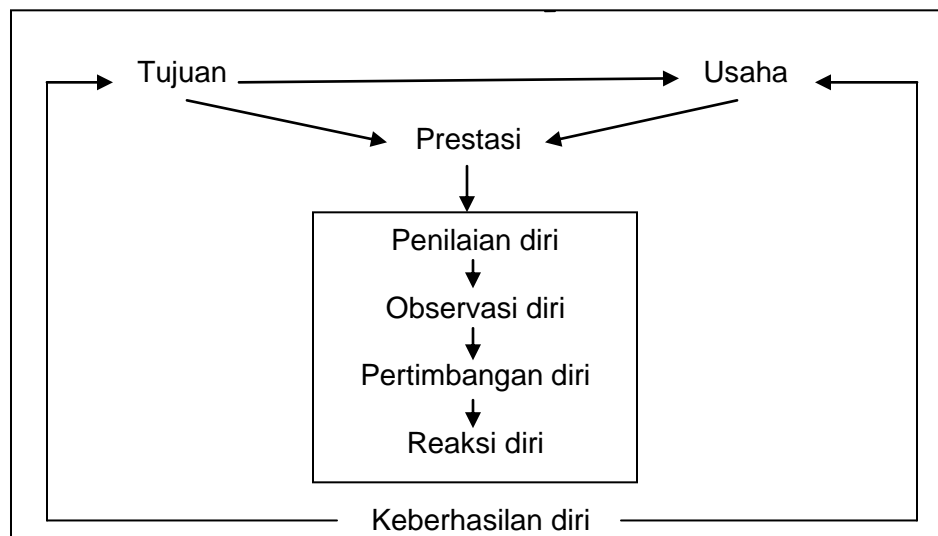 Tujuan Usaha
Prestasi
Penilaian diri
Observasi diri
Pertimbangan diri
Reaksi diri
Keberhasilan diri